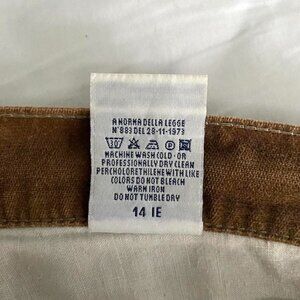 A NORMA DELLA LEGGE
N°883 DEL 26-11-1973
MACHINE WASH COLD - OR
PROFESSIONALLY DRY CLEAN
PERCHLORETHILENE WITH LIKE
COLORS DO NOT BLEACH
WARM IRON
DO NOT TUMBLE DRY
14 IE